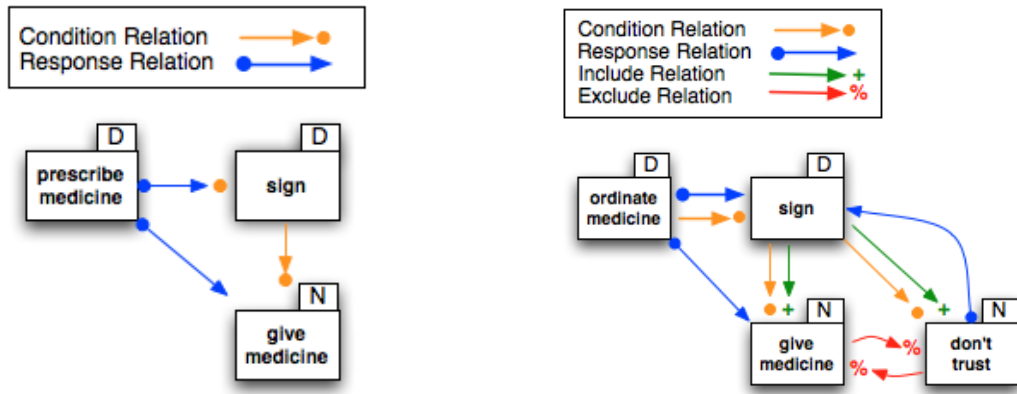 Condition Relation
Response Relation
D
D
prescribe
medicine
sign
N
give
medicine
Condition Relation
Response Relation
Include Relation +
Exclude Relation %
D
D
ordinate
medicine
sign
+
+
N
N
give
medicine
%
%
don't
trust